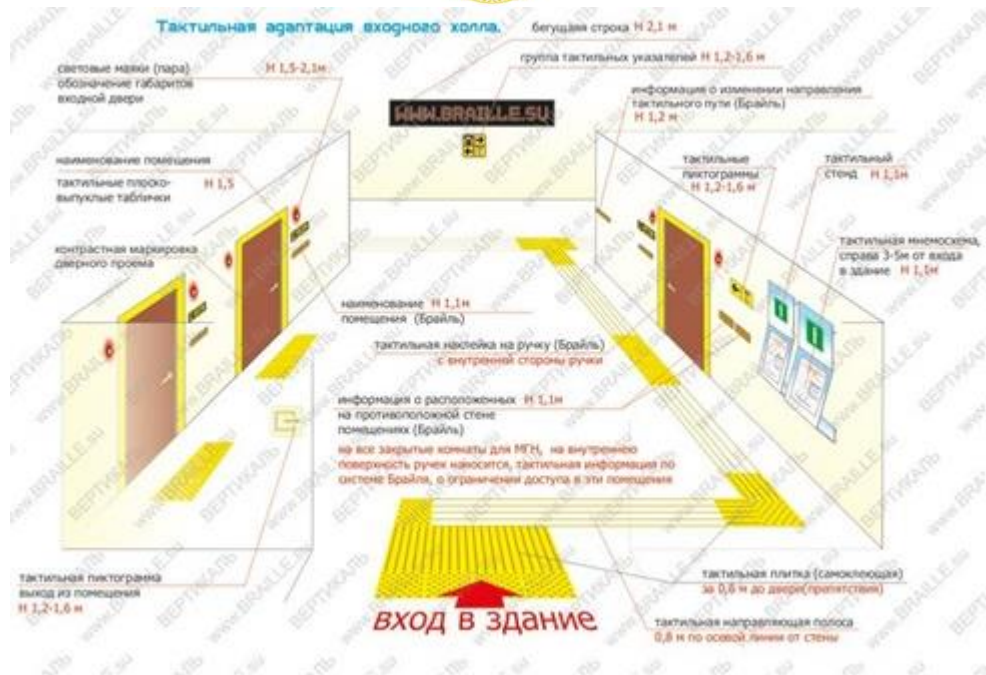 Тактильная адаптация входного холла.
бегущая строка H 2,1 м
группа тактильных указателей H 1,2-1,6 м
световые маяки (пара) H 1,5-2,1м
обозначение габаритов
входной двери
информация о изменении направления
тактильного пути (Брайль)
H 1,2 м
WWW.BRAILLE.SU
наименование помещения
тактильные плоско- H 1,5
выпуклые таблички
тактильные
пиктограммы
H 1,2-1,6 м
тактильный
стенд H 1,1м
контрастная маркировка
дверного проема
тактильная мнемосхема,
справа 3-5м от входа
в здание H 1,1м
наименование H 1,1м
помещения (Брайль)
тактильная наклейка на ручку (Брайль)
с внутренней стороны ручки
информация о расположенных H 1,1м
на противоположной стене
помещениях (Брайль)
на все закрытые комнаты для МГН, на внутреннею
поверхность ручек наносится, тактильная информация по
системе Брайля, о ограничении доступа в эти помещения
тактильная пиктограмма
выход из помещения
H 1,2-1,6 м
тактильная плитка (самоклеющая)
за 0,6 м до двери(препятствия)
вход в здание
тактильная направляющая полоса
0,8 м по осевой линии от стены
ВЕРТИКАЛЬ
www.BRAILLE.su